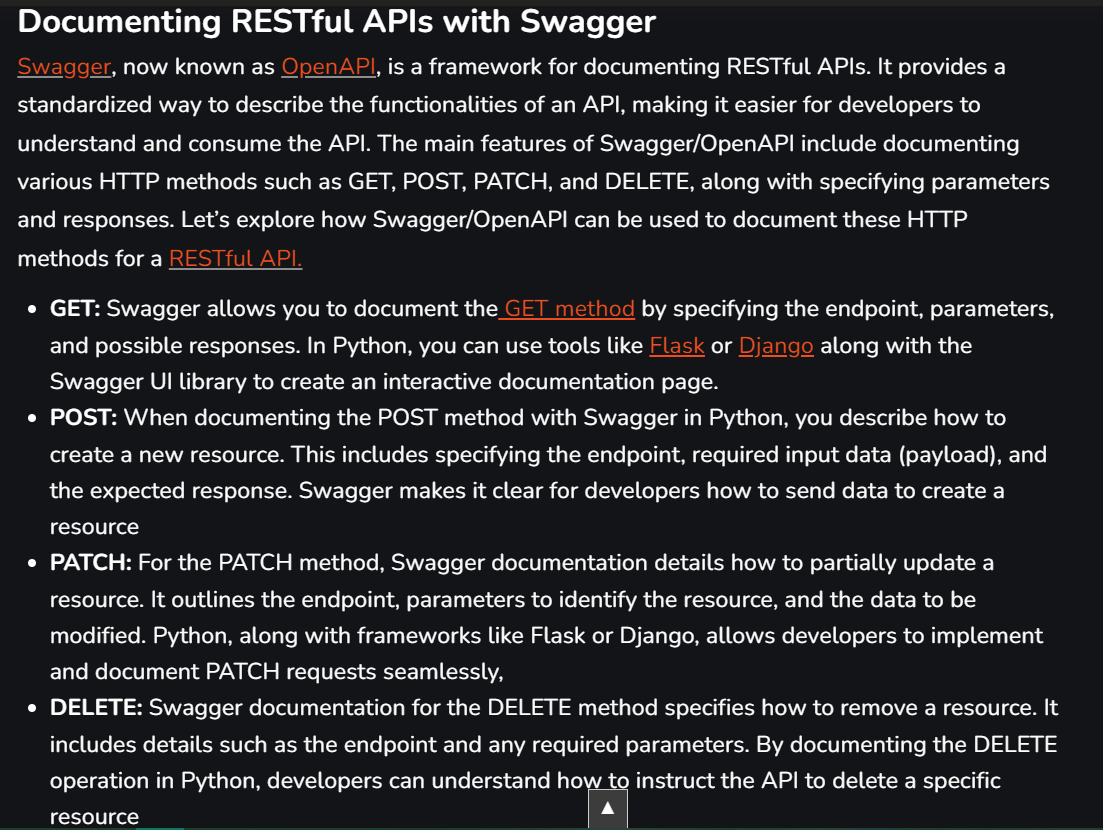 Documenting RESTful APIs with Swagger
Swagger, now known as OpenAPI, is a framework for documenting RESTful APIs. It provides a
standardized way to describe the functionalities of an API, making it easier for developers to
understand and consume the API. The main features of Swagger/OpenAPI include documenting
various HTTP methods such as GET, POST, PATCH, and DELETE, along with specifying parameters
and responses. Let’s explore how Swagger/OpenAPI can be used to document these HTTP
methods for a RESTful API.
• GET: Swagger allows you to document the GET method by specifying the endpoint, parameters,
and possible responses. In Python, you can use tools like Flask or Django along with the
Swagger UI library to create an interactive documentation page.
• POST: When documenting the POST method with Swagger in Python, you describe how to
create a new resource. This includes specifying the endpoint, required input data (payload), and
the expected response. Swagger makes it clear for developers how to send data to create a
resource
• PATCH: For the PATCH method, Swagger documentation details how to partially update a
resource. It outlines the endpoint, parameters to identify the resource, and the data to be
modified. Python, along with frameworks like Flask or Django, allows developers to implement
and document PATCH requests seamlessly,
• DELETE: Swagger documentation for the DELETE method specifies how to remove a resource. It
includes details such as the endpoint and any required parameters. By documenting the DELETE
operation in Python, developers can understand how to instruct the API to delete a specific
resource